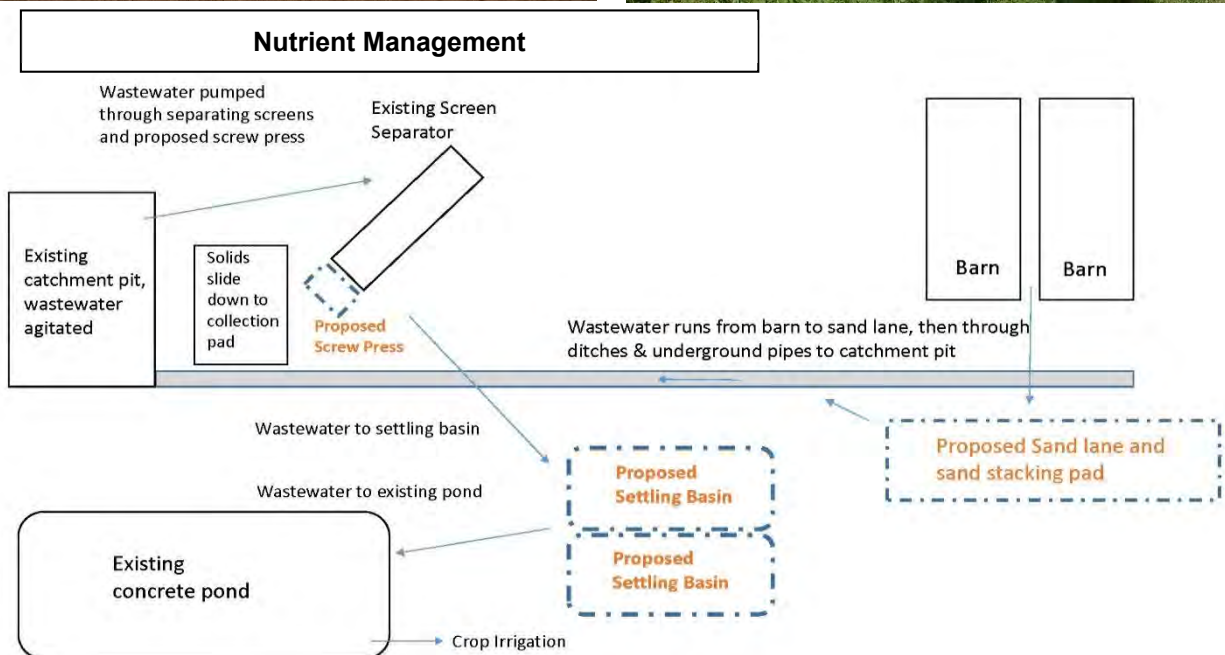 Nutrient Management
Wastewater pumped
through separating screens
and proposed screw press
Existing Screen
Separator
Existing
catchment pit,
wastewater
agitated
Solids
slide
down to
collection
pad
Proposed
Screw Press
Barn
Barn
Wastewater runs from barn to sand lane, then through
ditches & underground pipes to catchment pit
Wastewater to settling basin
Proposed Sand lane and
sand stacking pad
Proposed
Settling Basin
Wastewater to existing pond
Proposed
Settling Basin
Existing
concrete pond
Crop Irrigation